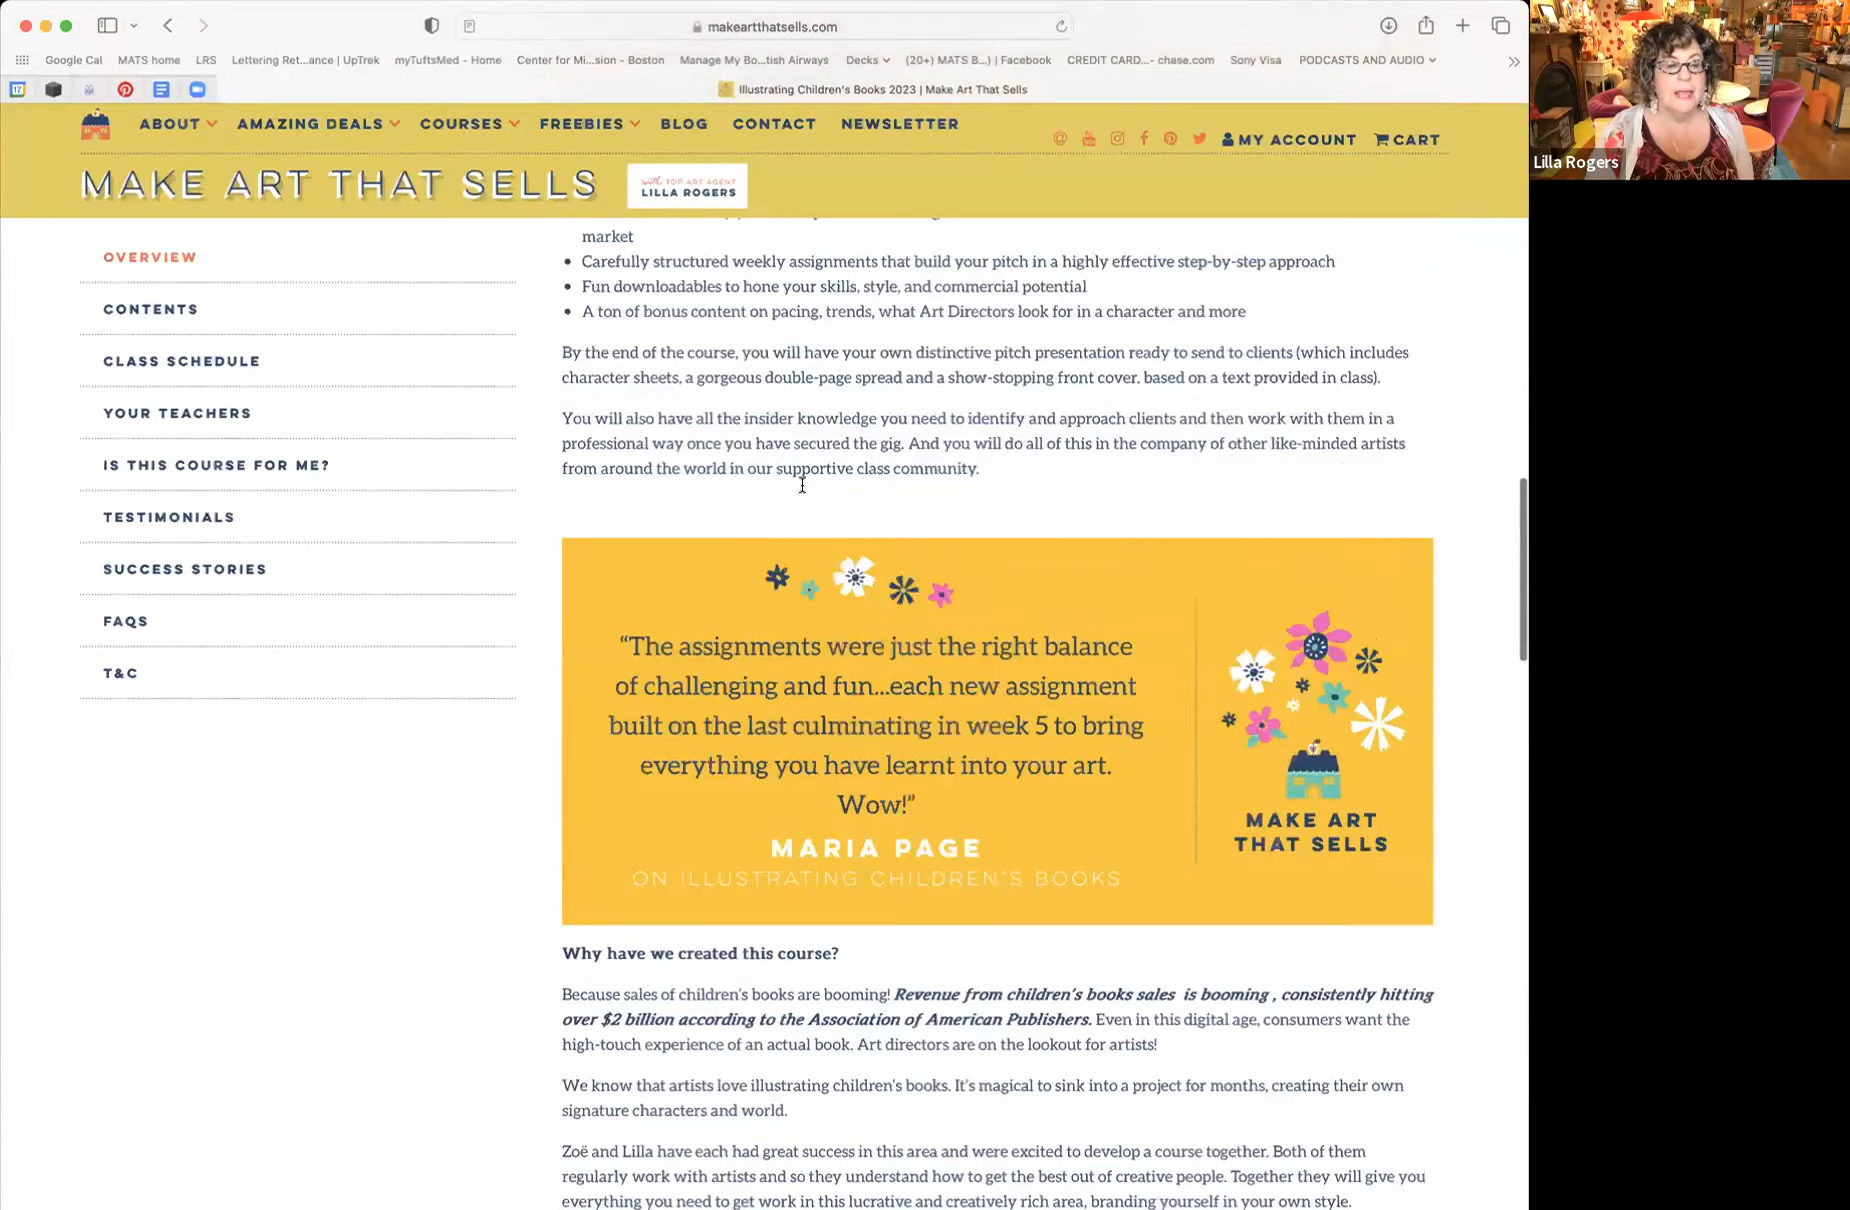 makeartthatsells.com
Google Cal MATS home LRS Lettering Ret...ance | UpTrek myTuftsMed - Home Center for Mi...sion - Boston Manage My Bo...tish Airways Decks (20+) MATS B...) | Facebook CREDIT CARD...- chase.com Sony Visa PODCASTS AND AUDIO
17
Illustrating Children's Books 2023 | Make Art That Sells
ABOUT AMAZING DEALS COURSES FREEBIES BLOG CONTACT NEWSLETTER
MY ACCOUNT CART
MAKE ART THAT SELLS
with TOP ART AGENT
LILLA ROGERS
OVERVIEW
CONTENTS
CLASS SCHEDULE
YOUR TEACHERS
IS THIS COURSE FOR ME?
TESTIMONIALS
SUCCESS STORIES
FAQS
T&C
market
• Carefully structured weekly assignments that build your pitch in a highly effective step-by-step approach
• Fun downloadables to hone your skills, style, and commercial potential
• A ton of bonus content on pacing, trends, what Art Directors look for in a character and more
By the end of the course, you will have your own distinctive pitch presentation ready to send to clients (which includes
character sheets, a gorgeous double-page spread and a show-stopping front cover, based on a text provided in class).
You will also have all the insider knowledge you need to identify and approach clients and then work with them in a
professional way once you have secured the gig. And you will do all of this in the company of other like-minded artists
from around the world in our supportive class community.
“The assignments were just the right balance
of challenging and fun...each new assignment
built on the last culminating in week 5 to bring
everything you have learnt into your art.
Wow!”
MARIA PAGE
ON ILLUSTRATING CHILDREN'S BOOKS
MAKE ART
THAT SELLS
Why have we created this course?
Because sales of children's books are booming! Revenue from children's books sales is booming , consistently hitting
over $2 billion according to the Association of American Publishers. Even in this digital age, consumers want the
high-touch experience of an actual book. Art directors are on the lookout for artists!
We know that artists love illustrating children's books. It's magical to sink into a project for months, creating their own
signature characters and world.
Zoë and Lilla have each had great success in this area and were excited to develop a course together. Both of them
regularly work with artists and so they understand how to get the best out of creative people. Together they will give you
everything you need to get work in this lucrative and creatively rich area, branding yourself in your own style.
Lilla Rogers